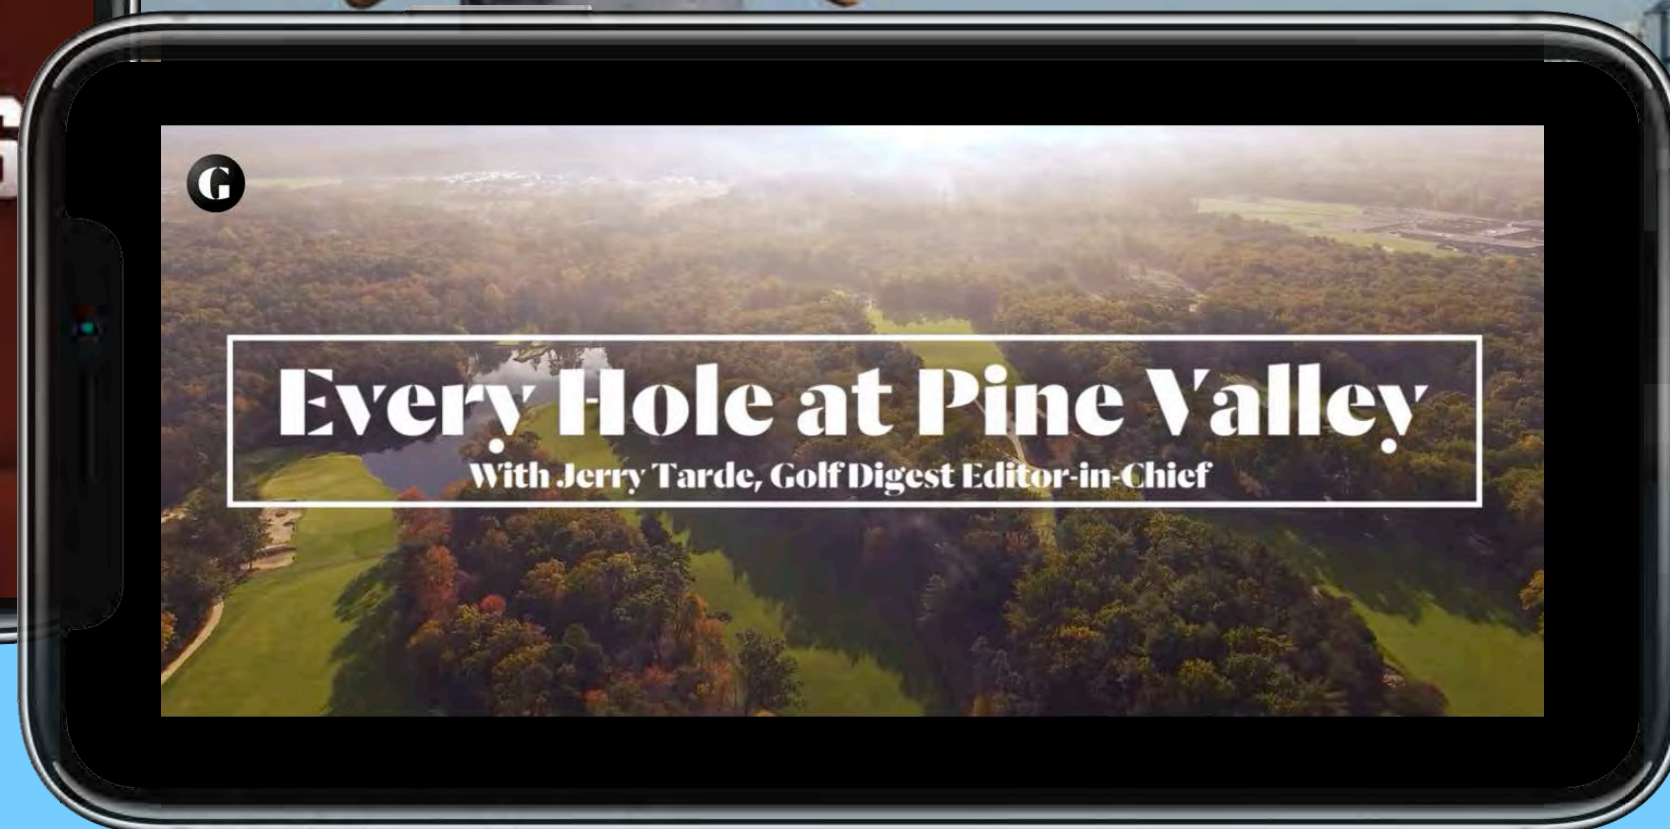 G
Every Hole at Pine Valley
With Jerry Tarde, Golf Digest Editor-in-Chief